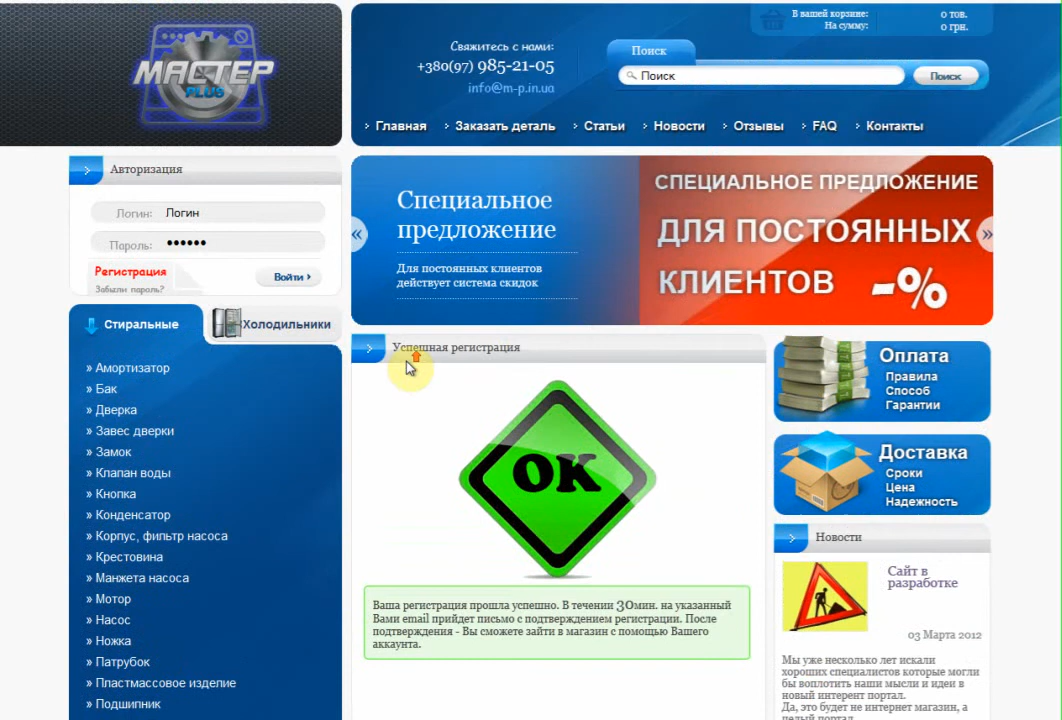 МАСТЕР
PLUG
Свяжитесь с нами:
+380(97) 985-21-05
info@m-p.in.ua
В вашей корзине: 0 тов.
На сумму: 0 грн.
Поиск
Поиск
Поиск
Главная
Заказать деталь
Статьи
Новости
Отзывы
FAQ
Контакты
Авторизация
Логин: Логин
Пароль: ••••••
Регистрация
Забыли пароль?
Войти
Стиральные
Холодильники
» Амортизатор
» Бак
» Дверка
» Завес дверки
» Замок
» Клапан воды
» Кнопка
» Конденсатор
» Корпус, фильтр насоса
» Крестовина
» Манжета насоса
» Мотор
» Насос
» Ножка
» Патрубок
» Пластмассовое изделие
» Подшипник
Специальное
предложение
Для постоянных клиентов
действует система скидок
СПЕЦИАЛЬНОЕ ПРЕДЛОЖЕНИЕ
ДЛЯ ПОСТОЯННЫХ
КЛИЕНТОВ -%
Успешная регистрация
OK
Ваша регистрация прошла успешно. В течении 30мин. на указанный
Вами email прийдет письмо с подтверждением регистрации. После
подтверждения - Вы сможете зайти в магазин с помощью Вашего
аккаунта.
Оплата
Правила
Способ
Гарантии
Доставка
Сроки
Цена
Надежность
Новости
Сайт в
разработке
03 Марта 2012
Мы уже несколько лет искали
хороших специалистов которые могли
бы воплотить наши мысли и идеи в
новый интерент портал.
Да, это будет не интернет магазин, а
целый портал